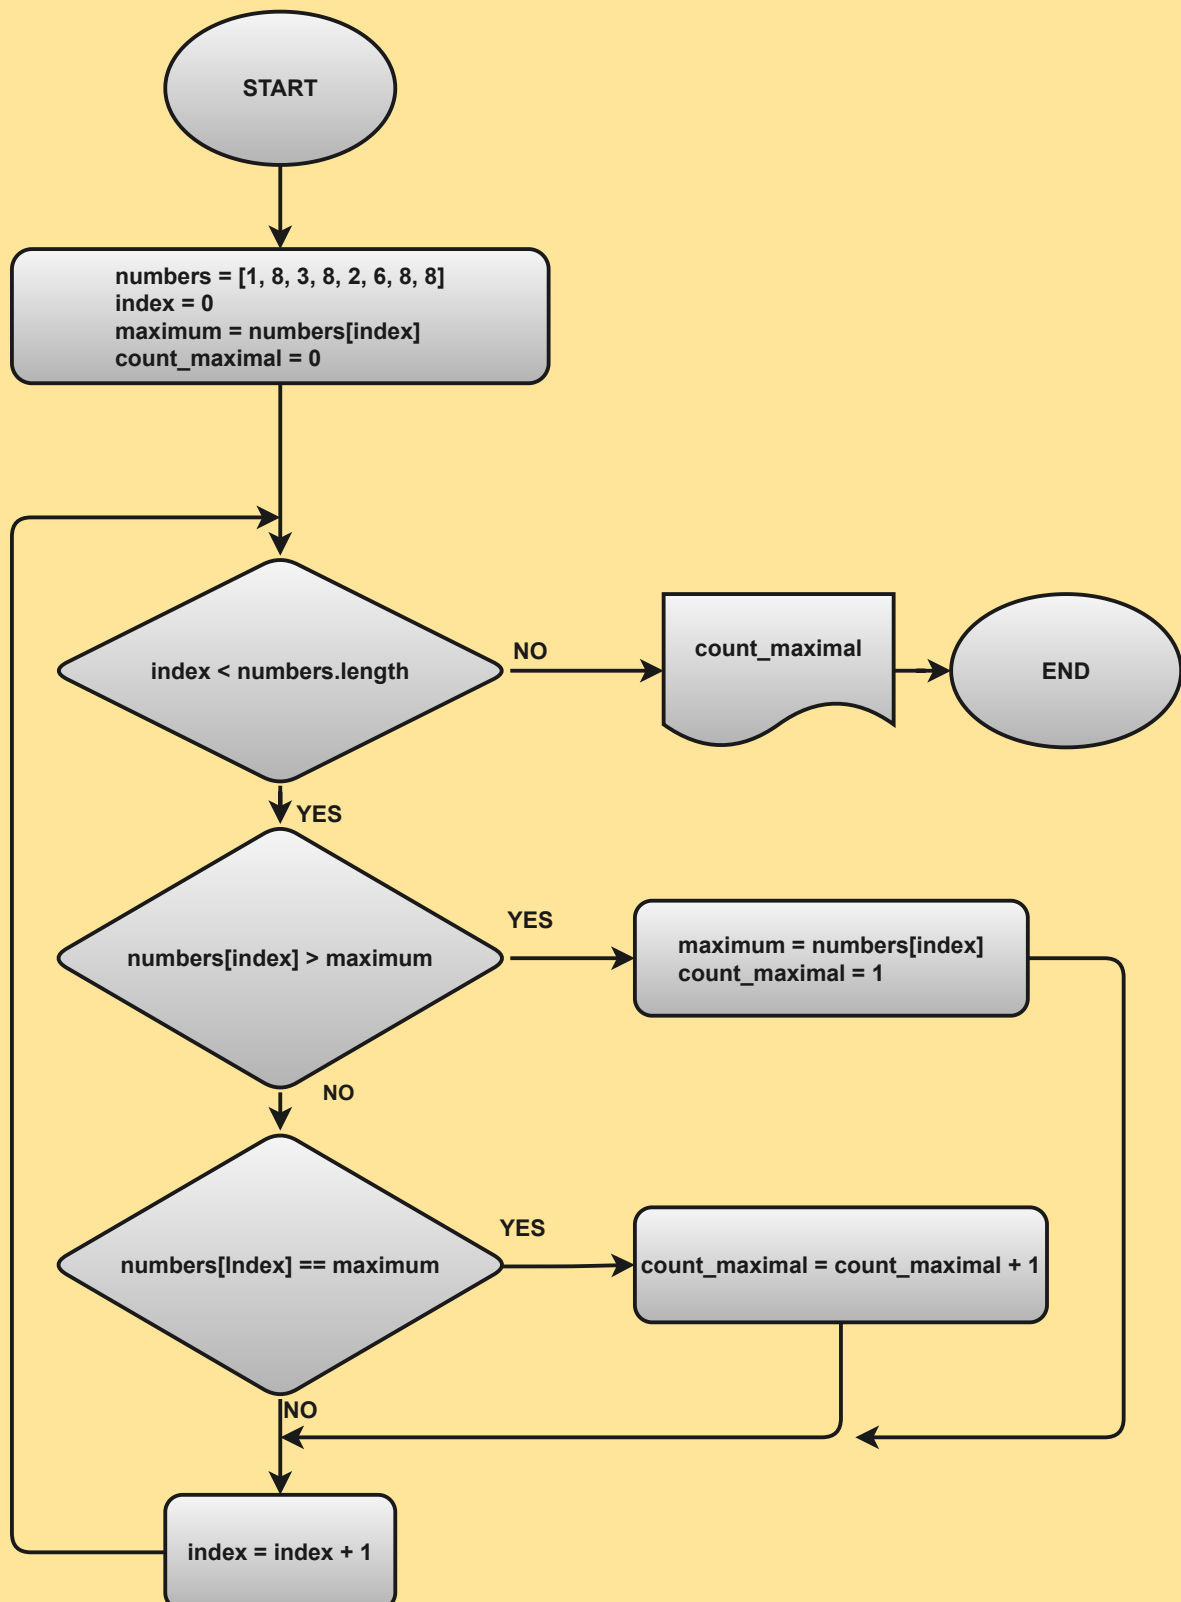 START
numbers = [1, 8, 3, 8, 2, 6, 8, 8]
index = 0
maximum = numbers[index]
count_maximal = 0
index < numbers.length
NO
count_maximal
END
YES
numbers[index] > maximum
YES
maximum = numbers[index]
count_maximal = 1
NO
numbers[Index] == maximum
YES
count_maximal = count_maximal + 1
NO
index = index + 1